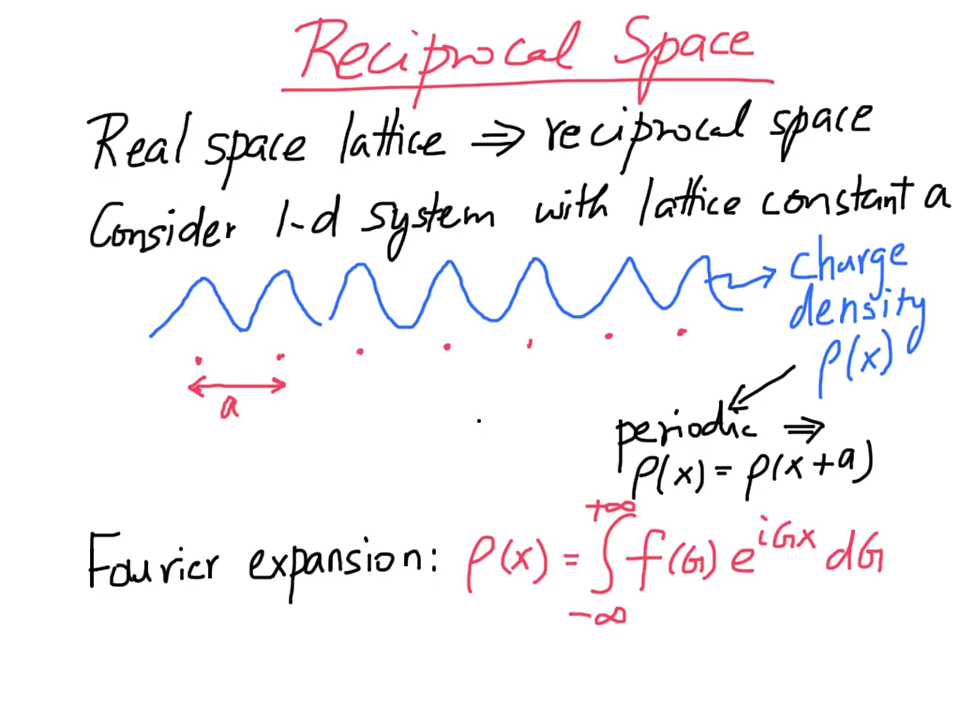 Reciprocal Space
Real space lattice ⇒ reciprocal space
Consider 1-d system with lattice constant a
charge
density
ρ(x)
a
periodic ⇒
ρ(x) = ρ(x+a)
Fourier expansion: ρ(x) = ∫_{-∞}^{+∞} f(G) e^{iGx} dG